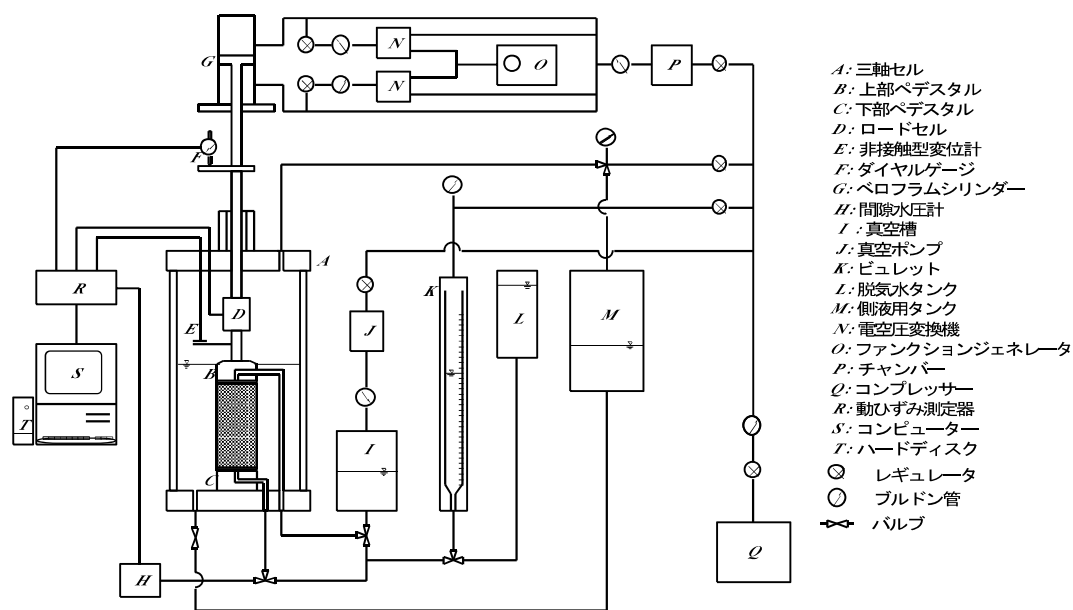 G
N
O
P
N
F
A
R
D
K
L
M
E
J
S
B
T
I
C
Q
H
A:三軸セル
B:上部ペデスタル
C:下部ペデスタル
D:ロードセル
E:非接触型変位計
F:ダイヤルゲージ
G:ベロフラムシリンダー
H:間隙水圧計
I:真空槽
J:真空ポンプ
K:ビュレット
L:脱気水タンク
M:側液用タンク
N:電空圧変換機
O:ファンクションジェネレータ
P:チャンバー
Q:コンプレッサー
R:動ひずみ測定器
S:コンピューター
T:ハードディスク
レギュレータ
ブルドン管
バルブ